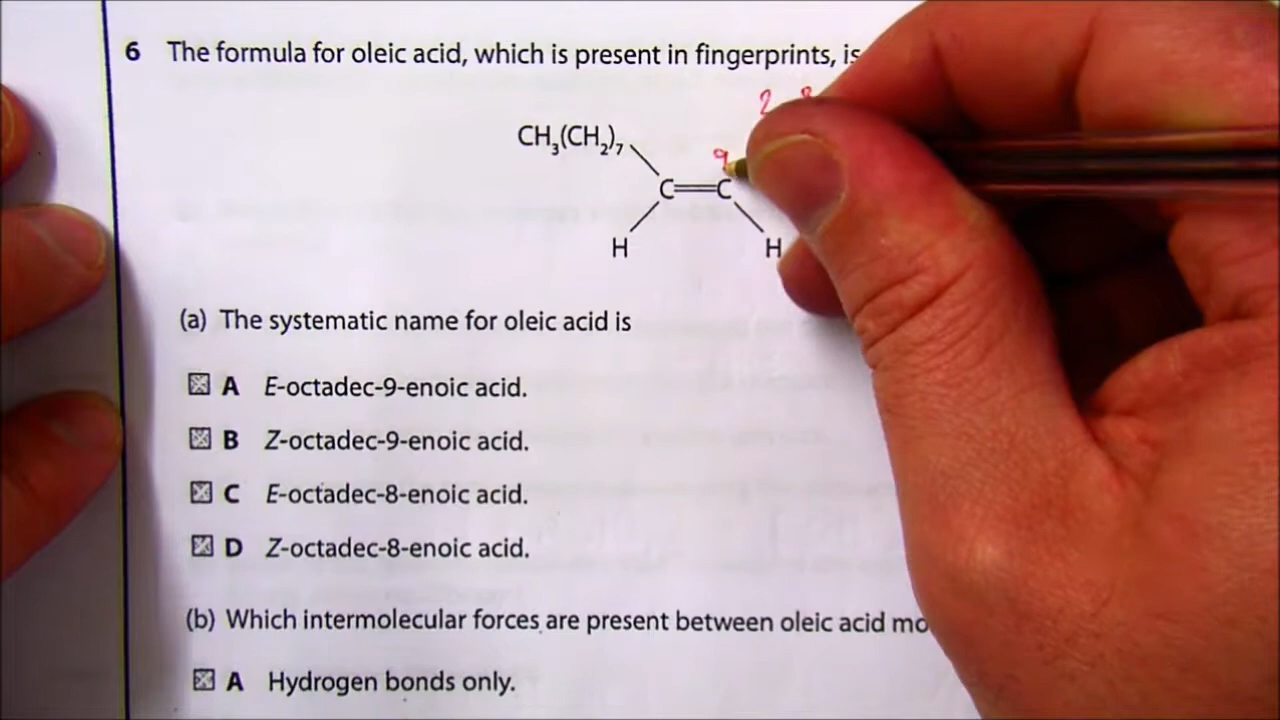 6 The formula for oleic acid, which is present in fingerprints, is
2 8
CH₃(CH₂)₇ 9
C=C
H H
(a) The systematic name for oleic acid is
A E-octadec-9-enoic acid.
B Z-octadec-9-enoic acid.
C E-octadec-8-enoic acid.
D Z-octadec-8-enoic acid.
(b) Which intermolecular forces are present between oleic acid mo
A Hydrogen bonds only.